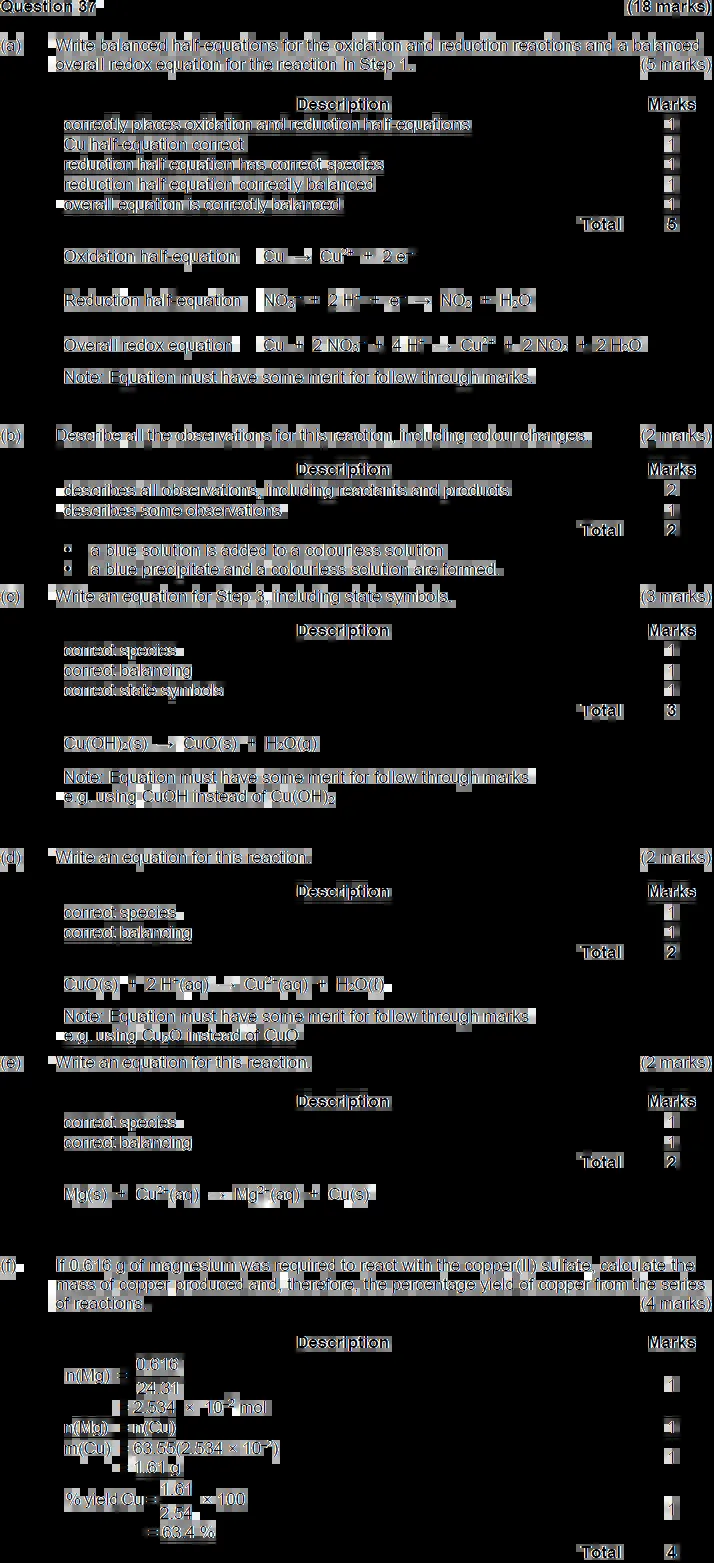 Question 37 (18 marks)
(a) Write balanced half-equations for the oxidation and reduction reactions and a balanced
overall redox equation for the reaction in Step 1. (5 marks)
Description Marks
correctly places oxidation and reduction half-equations 1
Cu half-equation correct 1
reduction half equation has correct species 1
reduction half equation correctly balanced 1
overall equation is correctly balanced 1
Total 5
Oxidation half-equation Cu → Cu²⁺ + 2 e⁻
Reduction half-equation NO₃⁻ + 2 H⁺ + e⁻ → NO₂ + H₂O
Overall redox equation Cu + 2 NO₃⁻ + 4 H⁺ → Cu²⁺ + 2 NO₂ + 2 H₂O
Note: Equation must have some merit for follow through marks
(b) Describe all the observations for this reaction, including colour changes. (2 marks)
Description Marks
describes all observations, including reactants and products 2
describes some observations 1
Total 2
• a blue solution is added to a colourless solution
• a blue precipitate and a colourless solution are formed
(c) Write an equation for Step 3, including state symbols. (3 marks)
Description Marks
correct species 1
correct balancing 1
correct state symbols 1
Total 3
Cu(OH)₂(s) → CuO(s) + H₂O(g)
Note: Equation must have some merit for follow through marks
e.g. using CuOH instead of Cu(OH)₂
(d) Write an equation for this reaction. (2 marks)
Description Marks
correct species 1
correct balancing 1
Total 2
CuO(s) + 2 H⁺(aq) → Cu²⁺(aq) + H₂O(ℓ)
Note: Equation must have some merit for follow through marks
e.g. using Cu₂O instead of CuO
(e) Write an equation for this reaction. (2 marks)
Description Marks
correct species 1
correct balancing 1
Total 2
Mg(s) + Cu²⁺(aq) → Mg²⁺(aq) + Cu(s)
(f) If 0.616 g of magnesium was required to react with the copper(II) sulfate, calculate the
mass of copper produced and, therefore, the percentage yield of copper from the series
of reactions. (4 marks)
Description Marks
n(Mg) = 0.616
24.31 1
= 2.534 × 10⁻² mol
n(Mg) = n(Cu) 1
m(Cu) = 63.55(2.534 × 10⁻²) 1
= 1.61 g
% yield Cu = 1.61 × 100
2.54 1
= 63.4 %
Total 4